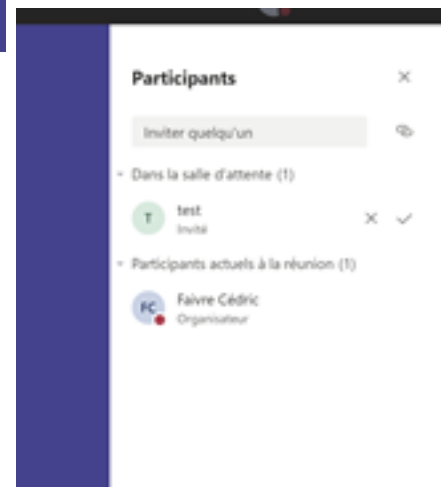 Participants
Inviter quelqu'un
Dans la salle d'attente (1)
T
test
Invité
Participants actuels à la réunion (1)
FC
Faivre Cédric
Organisateur